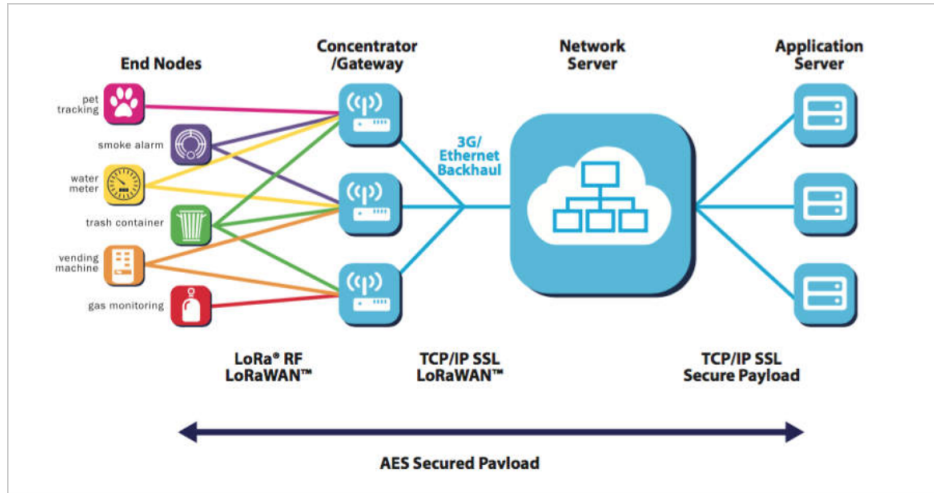 End Nodes
Concentrator
/Gateway
Network
Server
Application
Server
pet
tracking
smoke alarm
water
meter
trash container
vending
machine
gas monitoring
3G/
Ethernet
Backhaul
LoRa® RF
LoRaWAN™
TCP/IP SSL
LoRaWAN™
TCP/IP SSL
Secure Payload
AES Secured Payload